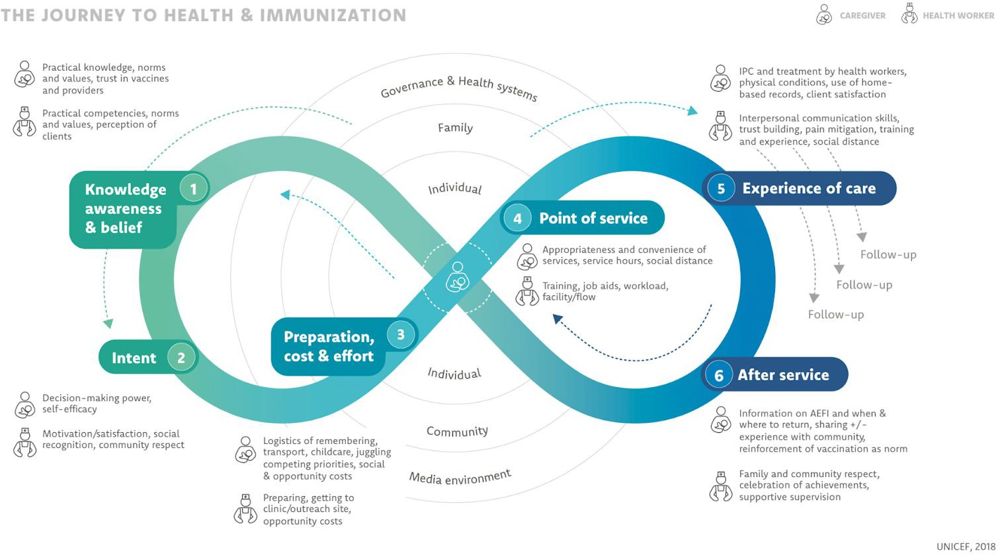 THE JOURNEY TO HEALTH & IMMUNIZATION
CAREGIVER
HEALTH WORKER
Practical knowledge, norms
and values, trust in vaccines
and providers
Practical competencies, norms
and values, perception of
clients
Governance & Health systems
Family
Individual
IPC and treatment by health workers,
physical conditions, use of home-
based records, client satisfaction
Interpersonal communication skills,
trust building, pain mitigation, training
and experience, social distance
Knowledge
awareness
& belief
1
5
Experience of care
4
Point of service
Appropriateness and convenience of
services, service hours, social distance
Training, job aids, workload,
facility/flow
Follow-up
Follow-up
Follow-up
Intent
2
Preparation,
cost & effort
3
Individual
Community
Media environment
6
After service
Decision-making power,
self-efficacy
Motivation/satisfaction, social
recognition, community respect
Logistics of remembering,
transport, childcare, juggling
competing priorities, social
& opportunity costs
Preparing, getting to
clinic/outreach site,
opportunity costs
Information on AEFI and when &
where to return, sharing +/-
experience with community,
reinforcement of vaccination as norm
Family and community respect,
celebration of achievements,
supportive supervision
UNICEF, 2018